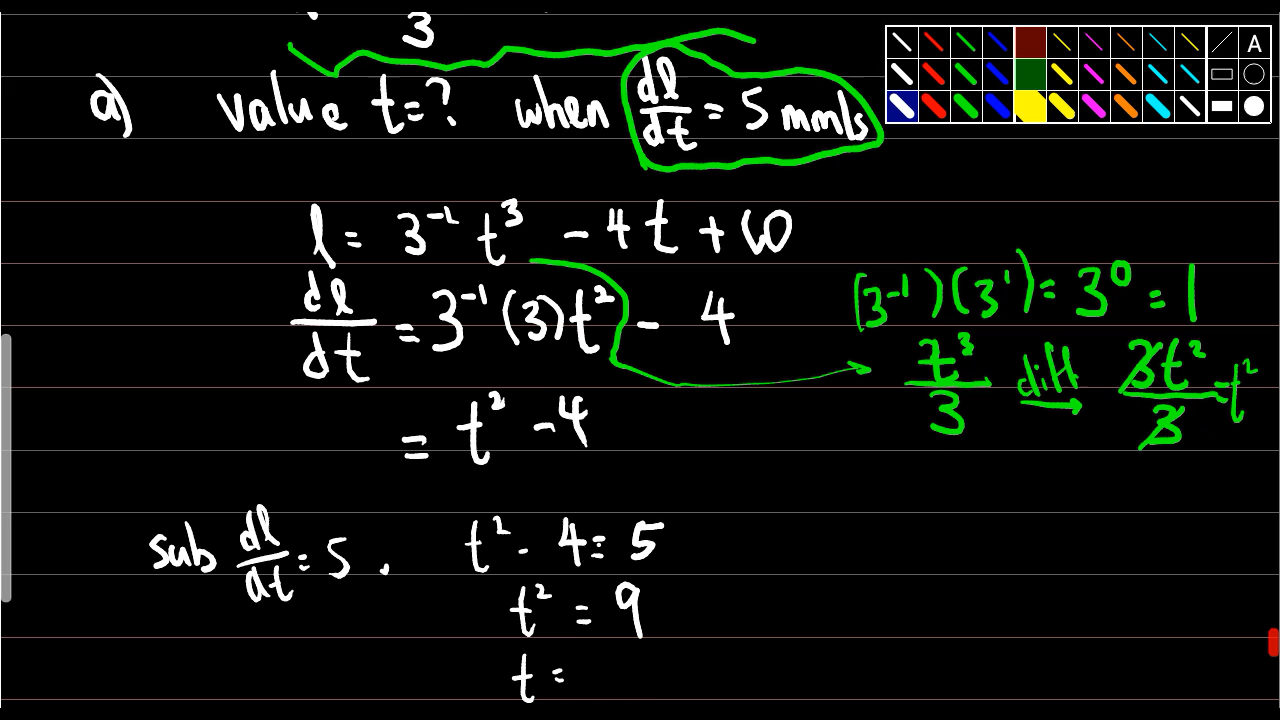 3
a) value t=? when dl/dt = 5 mm/s
l = 3⁻¹ t³ - 4t + 60
dl/dt = 3⁻¹ (3)t² - 4
(3⁻¹)(3¹) = 3⁰ = 1
t³/3 diff → 3t²/3 = t²
= t² - 4
sub dl/dt = 5. t² - 4 = 5
t² = 9
t =
A